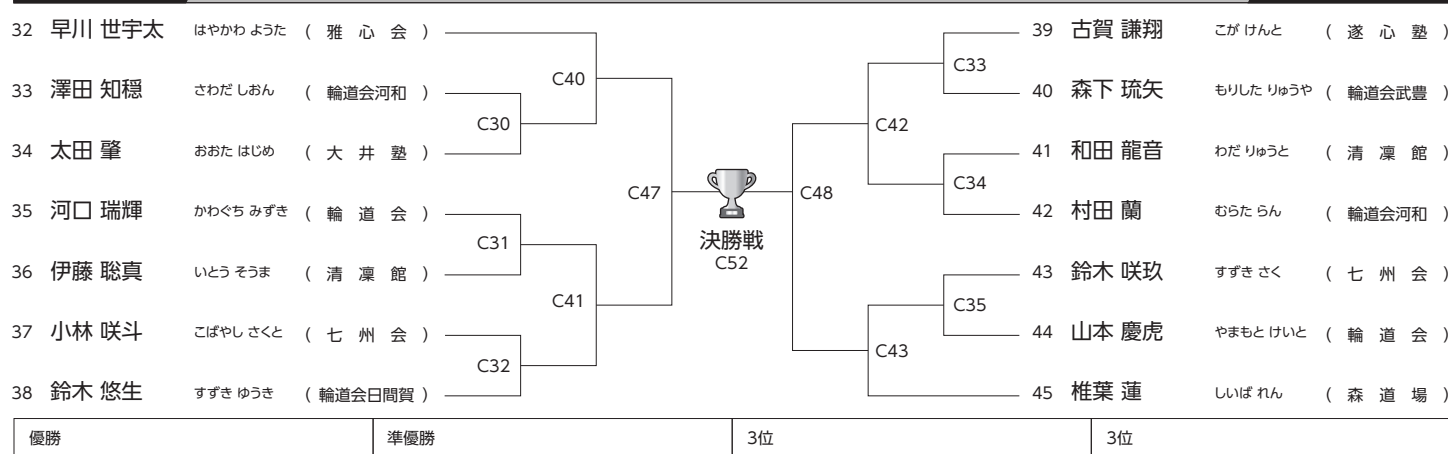 32 早川 世宇太 はやかわ ようた ( 雅 心 会 )
33 澤田 知穏 さわだ しおん ( 輪道会河和 )
34 太田 肇 おおた はじめ ( 大 井 塾 )
35 河口 瑞輝 かわぐち みずき ( 輪 道 会 )
36 伊藤 聡真 いとう そうま ( 清 凜 館 )
37 小林 咲斗 こばやし さくと ( 七 州 会 )
38 鈴木 悠生 すずき ゆうき ( 輪道会日間賀 )
C40
C30
C47
C31
C41
C32
決勝戦
C52
C48
C33
C42
C34
C35
C43
39 古賀 謙翔 こが けんと ( 遂 心 塾 )
40 森下 琉矢 もりした りゅうや ( 輪道会武豊 )
41 和田 龍音 わだ りゅうと ( 清 凜 館 )
42 村田 蘭 むらた らん ( 輪道会河和 )
43 鈴木 咲玖 すずき さく ( 七 州 会 )
44 山本 慶虎 やまもと けいと ( 輪 道 会 )
45 椎葉 蓮 しいば れん ( 森 道 場 )
優勝 準優勝 3位 3位